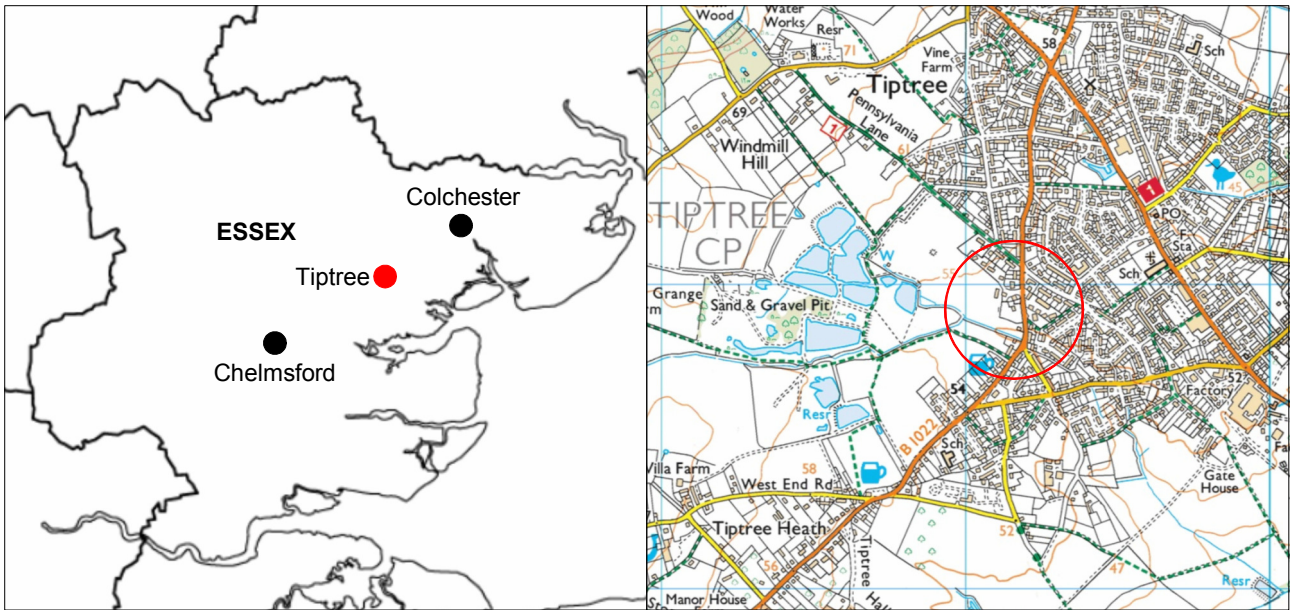 Colchester
ESSEX
Tiptree
Chelmsford
Wood
Water
Works
Resr
71
Vine
Farm
58
Sch
Tiptree
69
Pennsylvania
Lane
1
Windmill
Hill
61
1
45
TIPTREE
CP
PO
F
Sta
W
55
Sch
Grange
Sand & Gravel Pit
54
52
Factory
Resr
B 1022
Sch
Villa Farm
58
West End Rd
Gate
House
Tiptree Heath
52
56
Tiptree
47
Manor House
Resr